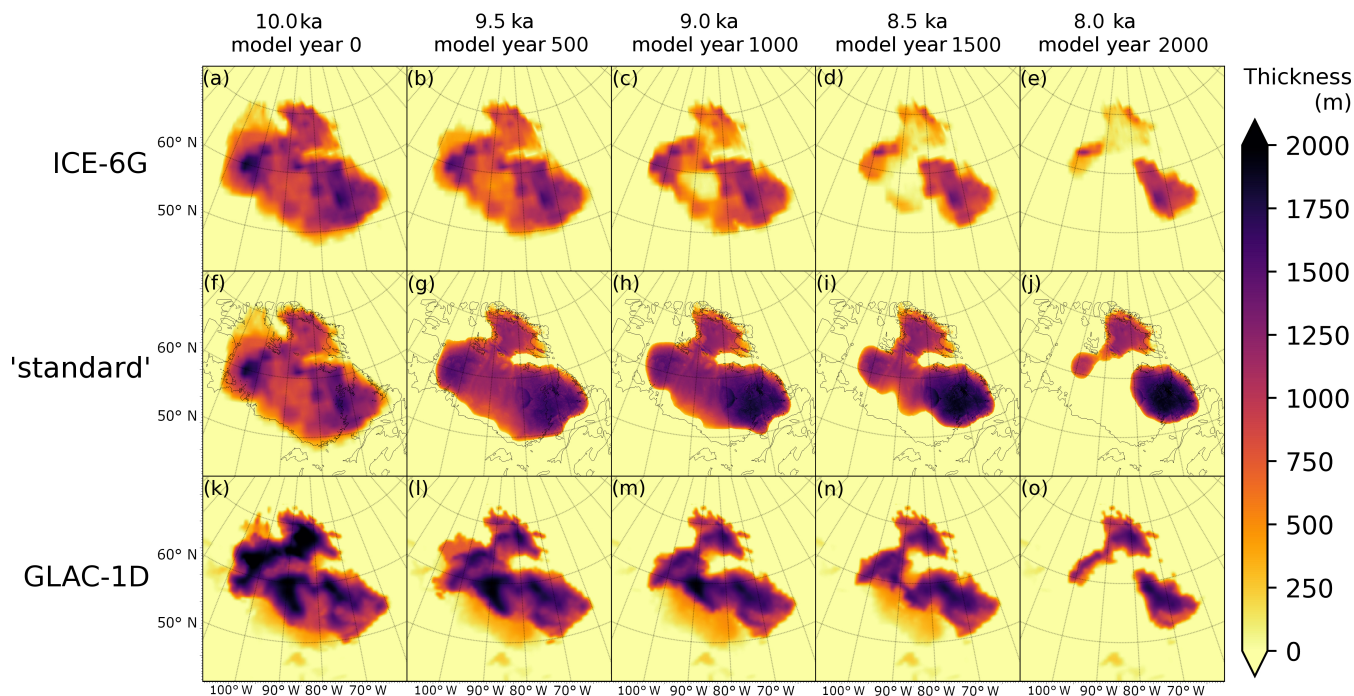 10.0 ka 9.5 ka 9.0 ka 8.5 ka 8.0 ka
model year 0 model year 500 model year 1000 model year 1500 model year 2000
Thickness
(m)
(a) (b) (c) (d) (e)
60° N
ICE-6G
50° N
(f) (g) (h) (i) (j)
60° N
'standard'
50° N
(k) (l) (m) (n) (o)
60° N
GLAC-1D
50° N
100°W 90°W 80°W 70°W 100°W 90°W 80°W 70°W 100°W 90°W 80°W 70°W 100°W 90°W 80°W 70°W 100°W 90°W 80°W 70°W
2000
1750
1500
1250
1000
750
500
250
0